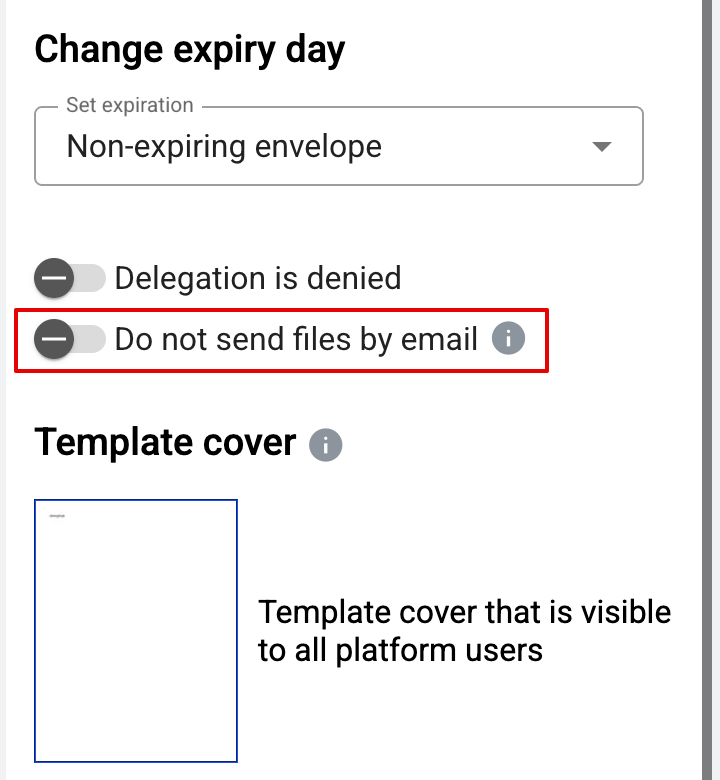 Change expiry day
Set expiration
Non-expiring envelope
Delegation is denied
Do not send files by email
Template cover
Template cover that is visible
to all platform users